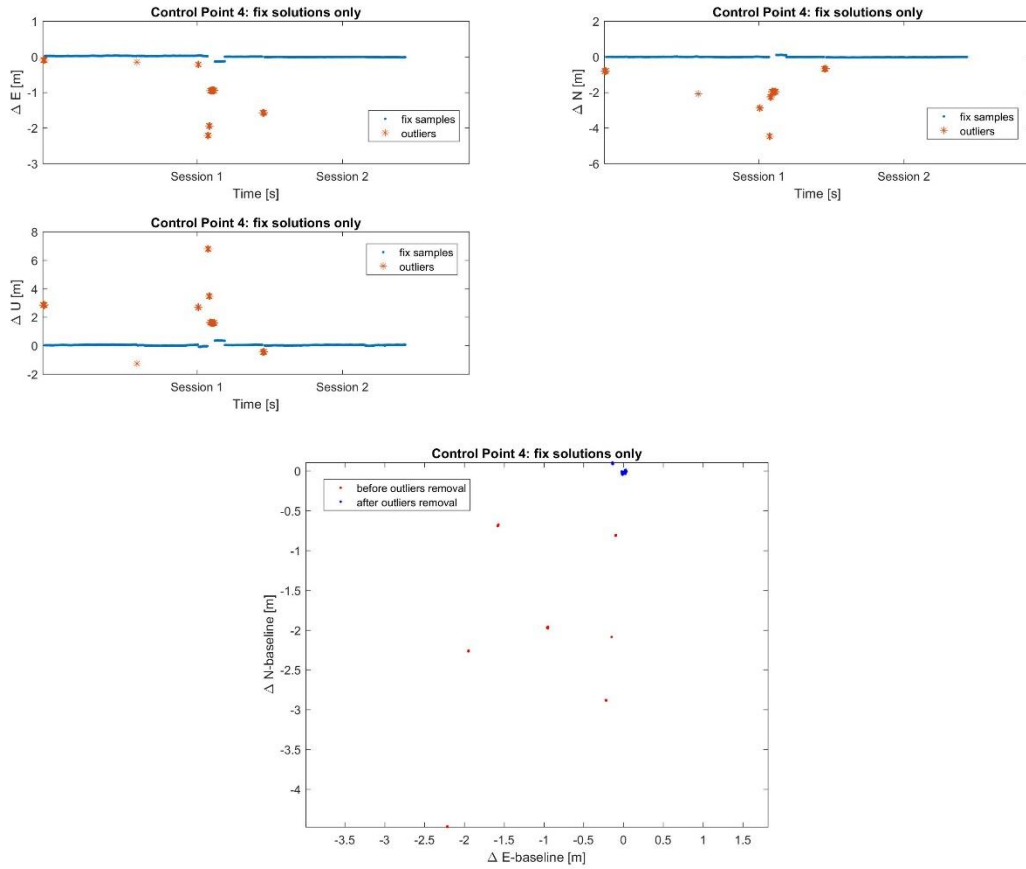 Control Point 4: fix solutions only
1
0
-1
-2
-3
Δ E [m]
fix samples
outliers
Session 1
Session 2
Time [s]
Control Point 4: fix solutions only
2
0
-2
-4
-6
Δ N [m]
fix samples
outliers
Session 1
Session 2
Time [s]
Control Point 4: fix solutions only
8
6
4
2
0
-2
Δ U [m]
fix samples
outliers
Session 1
Session 2
Time [s]
Control Point 4: fix solutions only
before outliers removal
after outliers removal
0
-0.5
-1
-1.5
-2
-2.5
-3
-3.5
-4
Δ N-baseline [m]
-3.5 -3 -2.5 -2 -1.5 -1 -0.5 0 0.5 1 1.5
Δ E-baseline [m]